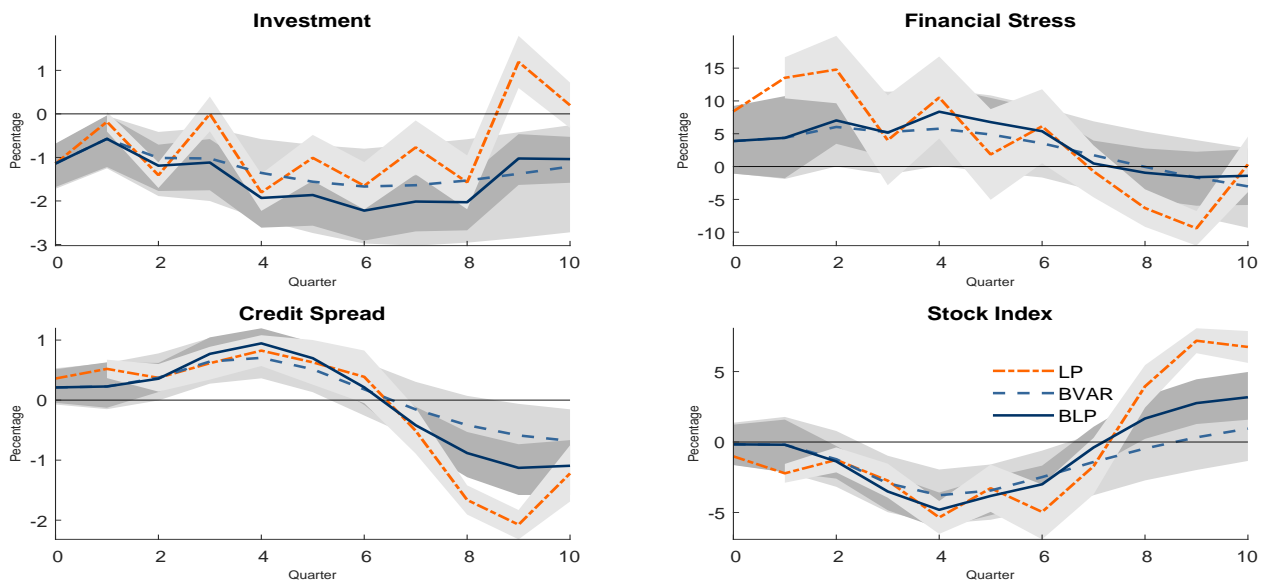 Investment
Pecentage
1
0
-1
-2
-3
0 2 4 6 8 10
Quarter
Financial Stress
Pecentage
15
10
5
0
-5
-10
0 2 4 6 8 10
Quarter
Credit Spread
Pecentage
1
0
-1
-2
0 2 4 6 8 10
Quarter
Stock Index
Pecentage
5
0
-5
LP
BVAR
BLP
0 2 4 6 8 10
Quarter